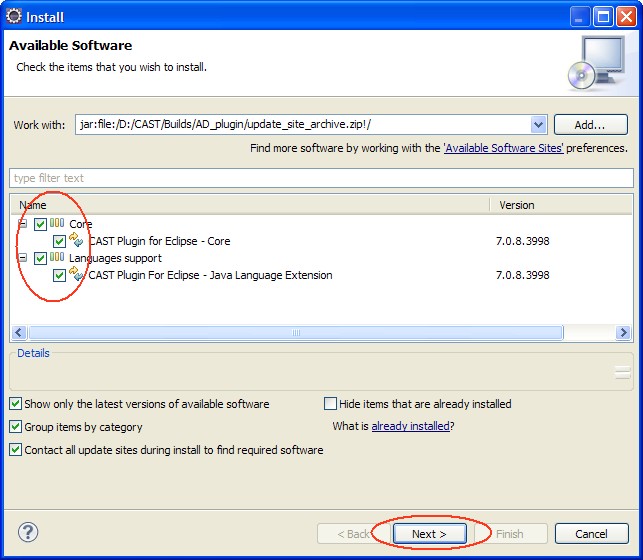 Install
Available Software
Check the items that you wish to install.
Work with: jar:file:/D:/CAST/Builds/AD_plugin/update_site_archive.zip!/ Add...
Find more software by working with the 'Available Software Sites' preferences.
type filter text
Name Version
Core
CAST Plugin for Eclipse - Core 7.0.8.3998
Languages support
CAST Plugin For Eclipse - Java Language Extension 7.0.8.3998
Details
Show only the latest versions of available software Hide items that are already installed
Group items by category What is already installed?
Contact all update sites during install to find required software
? < Back Next > Finish Cancel